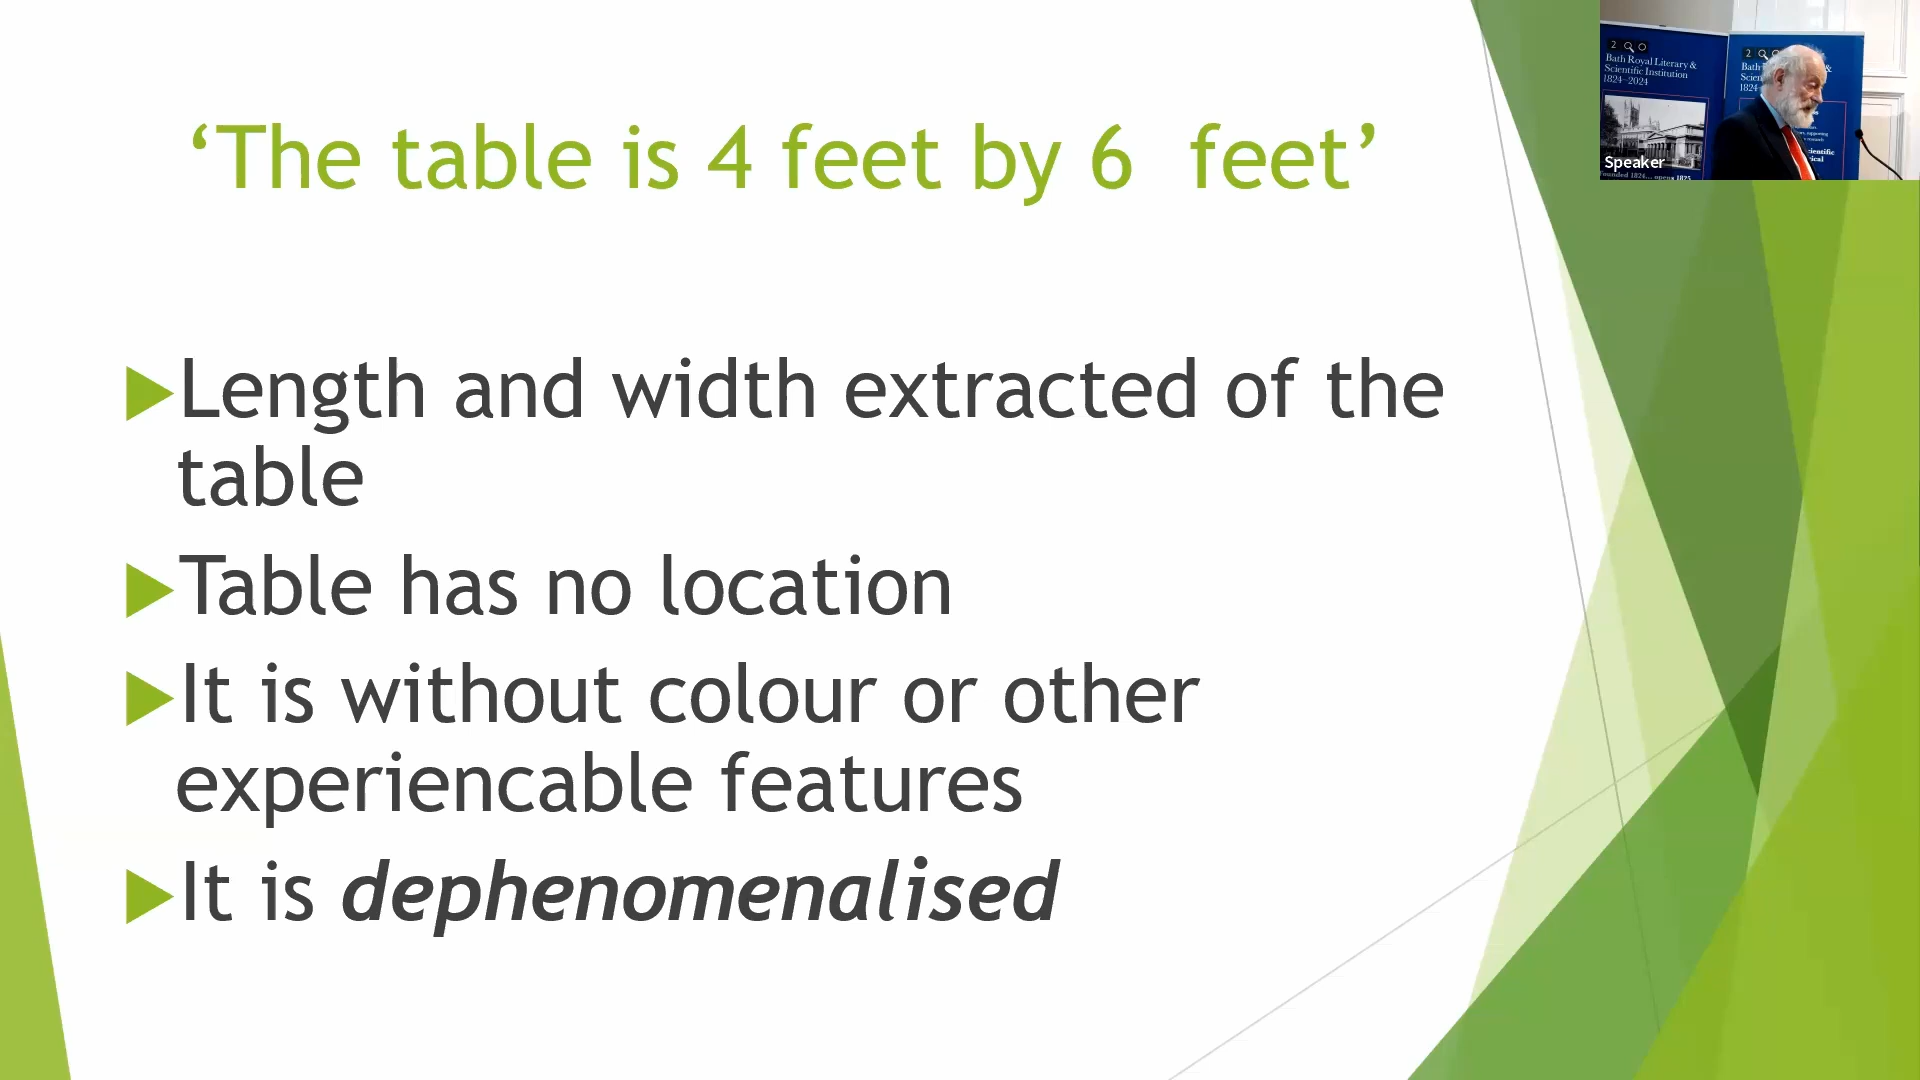 ‘The table is 4 feet by 6  feet’
Length and width extracted of the
table
Table has no location
It is without colour or other
experiencable features
It is dephenomenalised
Bath Royal Literary &
Scientific Institution
1824–2024
Speaker